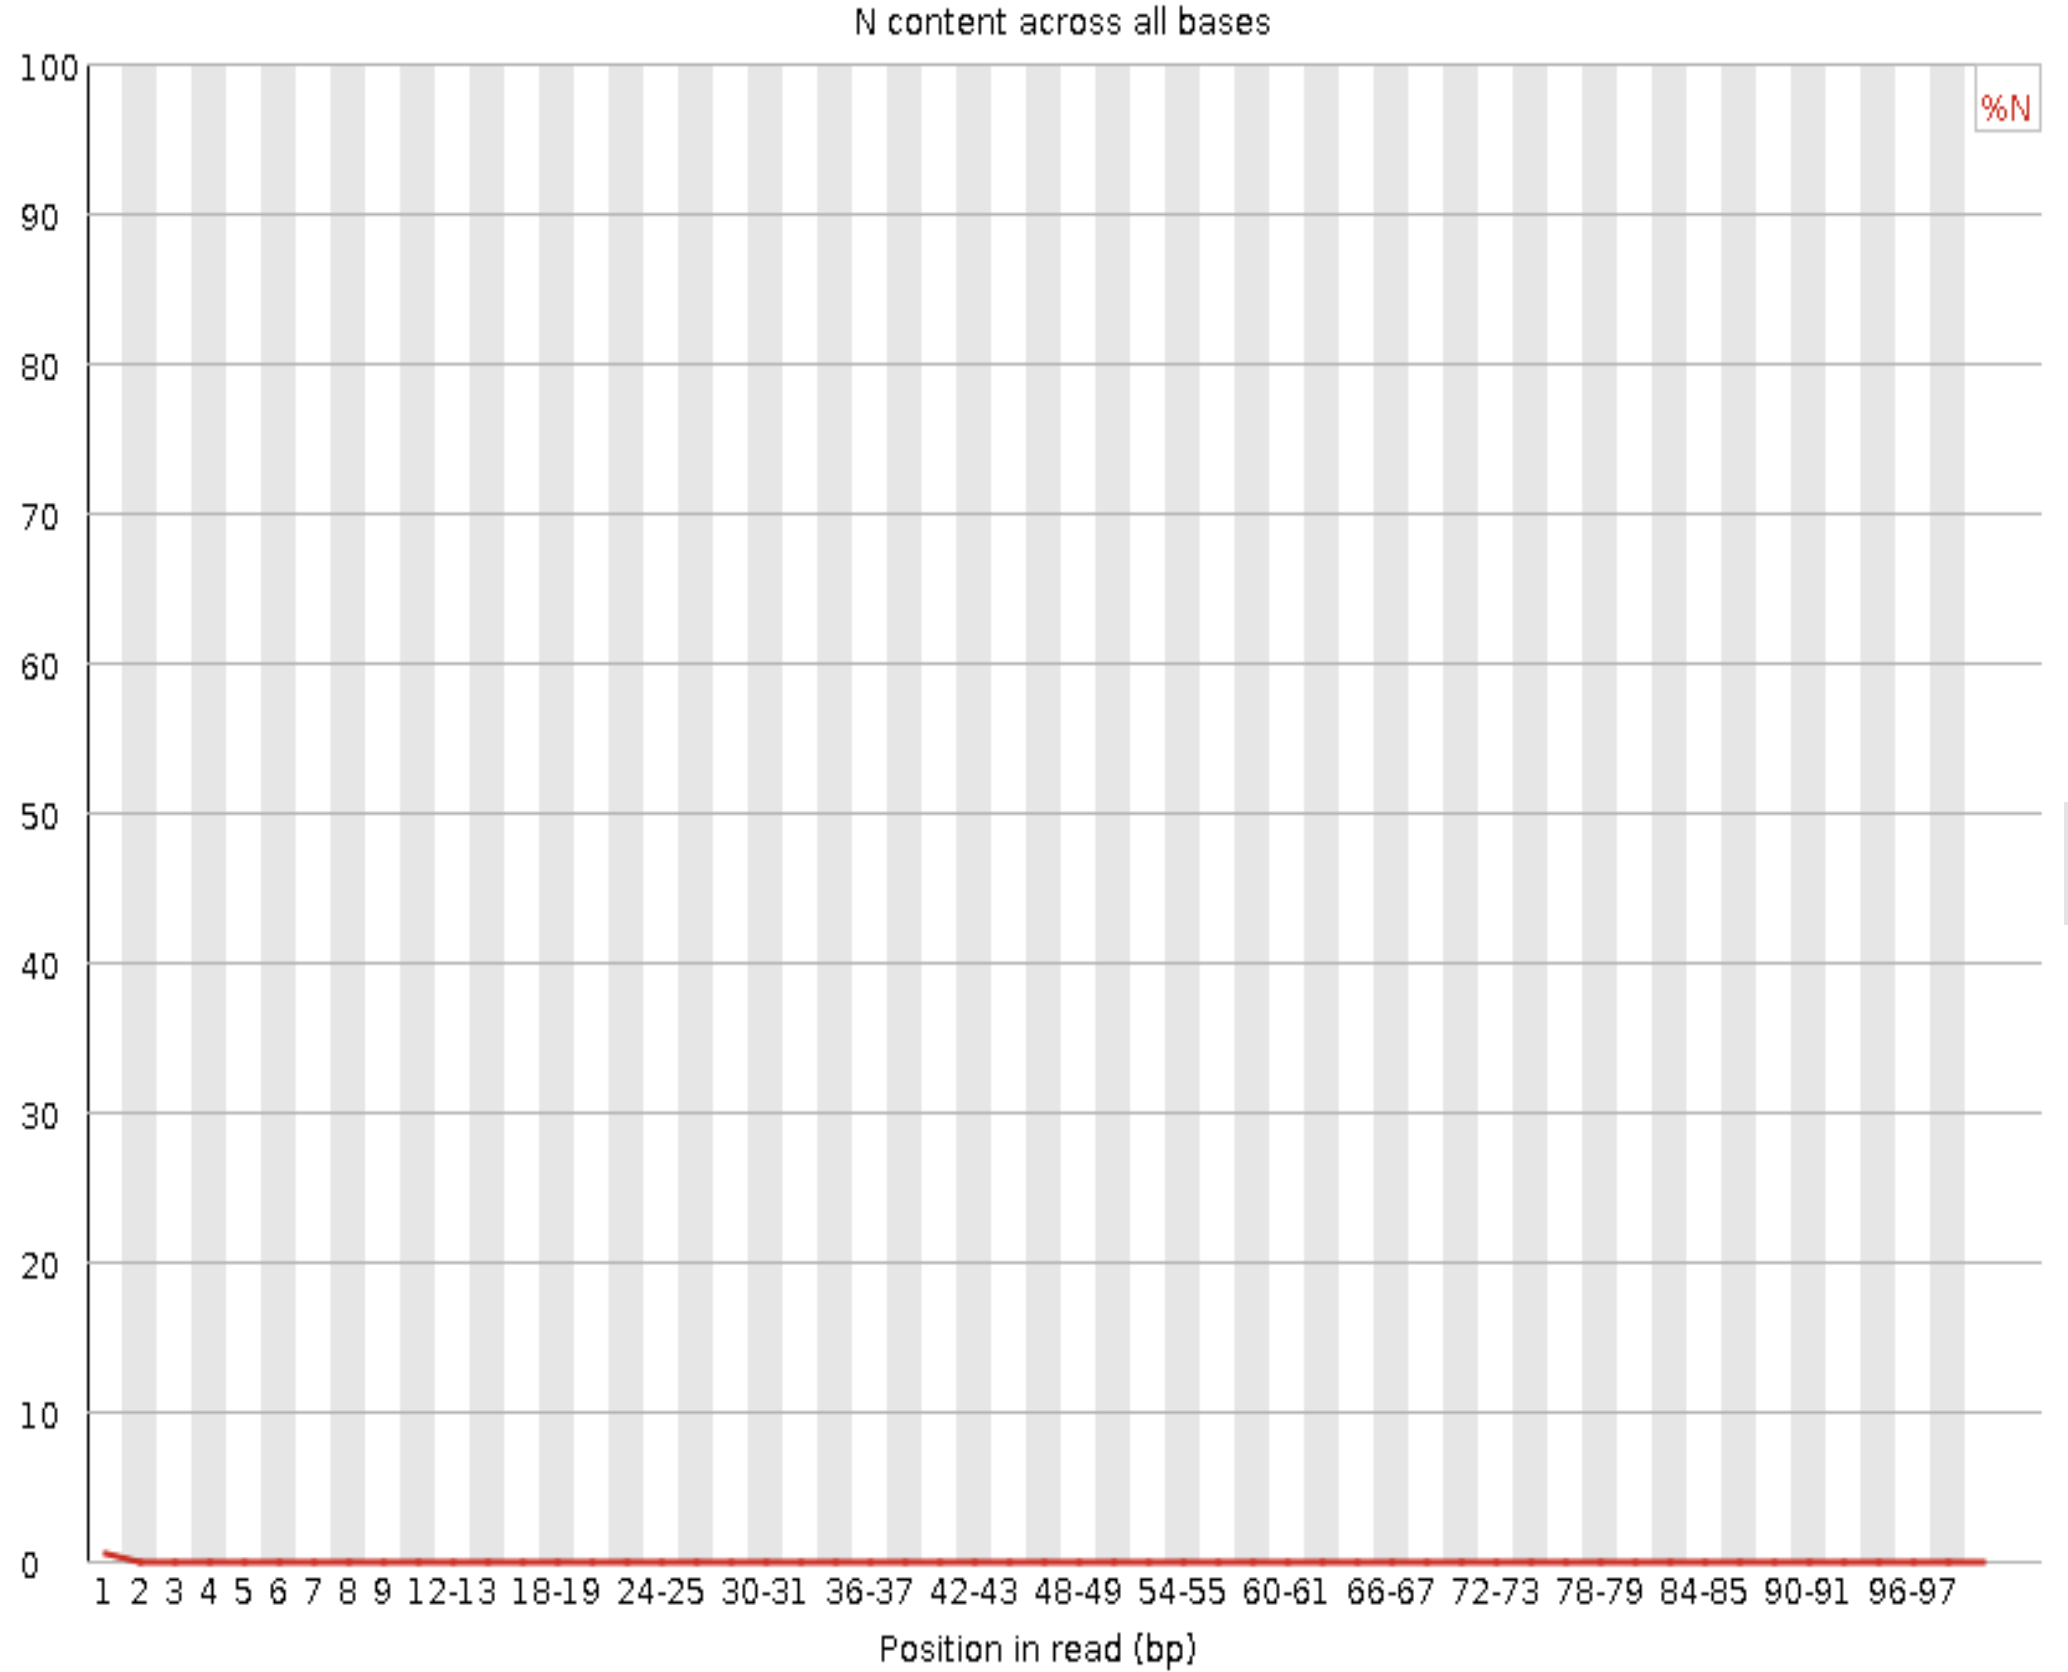 N content across all bases
100
%N
90
80
70
60
50
40
30
20
10
0
1 2 3 4 5 6 7 8 9 12-13 18-19 24-25 30-31 36-37 42-43 48-49 54-55 60-61 66-67 72-73 78-79 84-85 90-91 96-97
Position in read (bp)